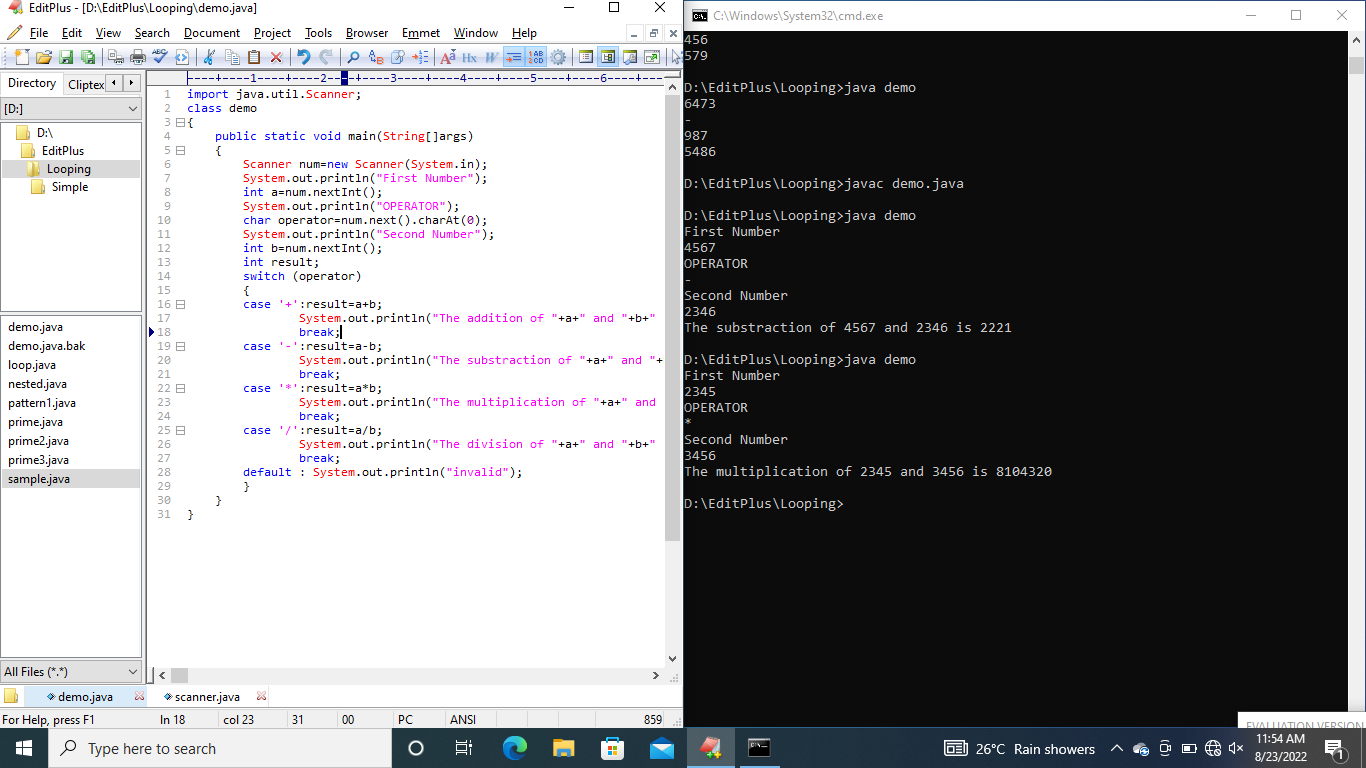 EditPlus - [D:\EditPlus\Looping\demo.java]
File Edit View Search Document Project Tools Browser Emmet Window Help
Directory Cliptex
[D:]
D:\
EditPlus
Looping
Simple
demo.java
demo.java.bak
loop.java
nested.java
pattern1.java
prime.java
prime2.java
prime3.java
sample.java
All Files (*.*)
----+----1----+----2----+----3----+----4----+----5----+----6----+---
1 import java.util.Scanner;
2 class demo
3 {
4 public static void main(String[]args)
5 {
6 Scanner num=new Scanner(System.in);
7 System.out.println("First Number");
8 int a=num.nextInt();
9 System.out.println("OPERATOR");
10 char operator=num.next().charAt(0);
11 System.out.println("Second Number");
12 int b=num.nextInt();
13 int result;
14 switch (operator)
15 {
16 case '+':result=a+b;
17 System.out.println("The addition of "+a+" and "+b+"
18 break;
19 case '-':result=a-b;
20 System.out.println("The substraction of "+a+" and "+
21 break;
22 case '*':result=a*b;
23 System.out.println("The multiplication of "+a+" and
24 break;
25 case '/':result=a/b;
26 System.out.println("The division of "+a+" and "+b+"
27 break;
28 default : System.out.println("invalid");
29 }
30 }
31 }
demo.java scanner.java
For Help, press F1 ln 18 col 23 31 00 PC ANSI 859
C:\Windows\System32\cmd.exe
456
579
D:\EditPlus\Looping>java demo
6473
-
987
5486
D:\EditPlus\Looping>javac demo.java
D:\EditPlus\Looping>java demo
First Number
4567
OPERATOR
-
Second Number
2346
The substraction of 4567 and 2346 is 2221
D:\EditPlus\Looping>java demo
First Number
2345
OPERATOR
*
Second Number
3456
The multiplication of 2345 and 3456 is 8104320
D:\EditPlus\Looping>
EVALUATION VERSION
Type here to search
26°C Rain showers
11:54 AM
8/23/2022
1